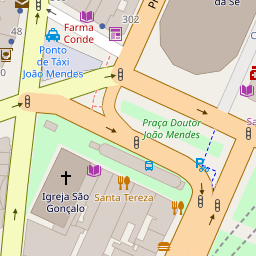 da Sé
302
Farma
Conde
Ponto
de Táxi
João Mendes
Praça Doutor
João Mendes
Igreja São
Gonçalo
Santa Tereza